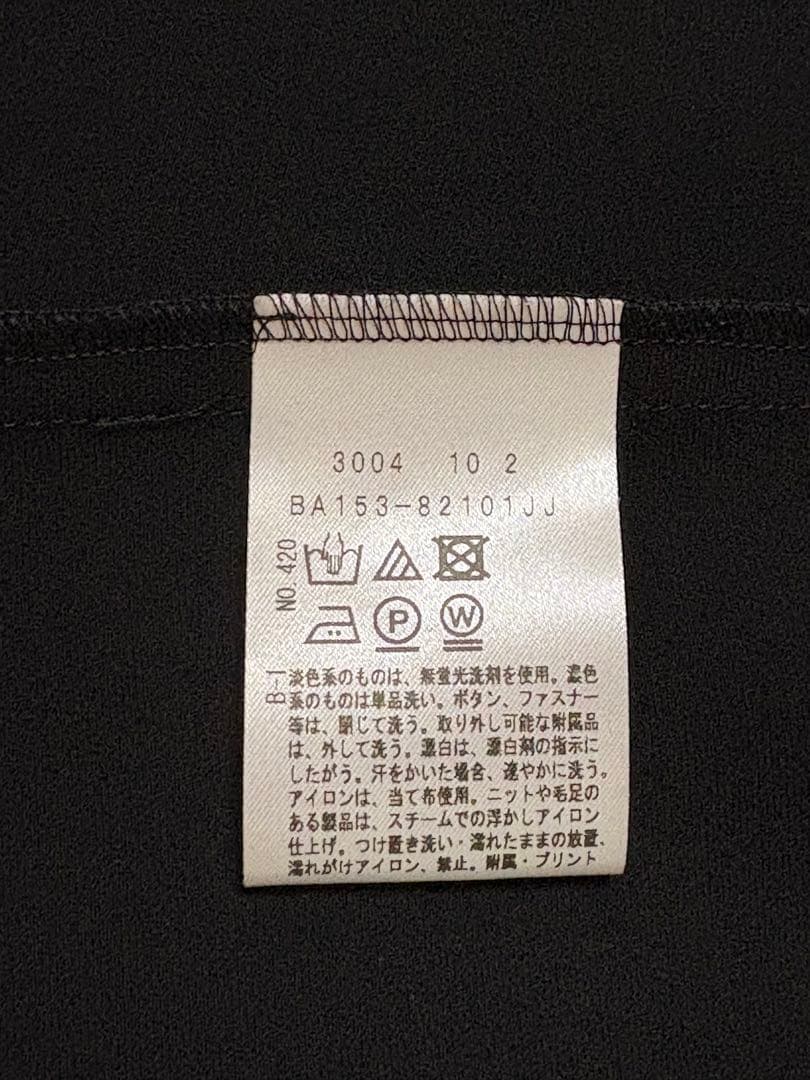 3004 10 2
BA153-82101JJ
NO.420
P
W
B-1
淡色系のものは、無蛍光洗剤を使用。濃色
系のものは単品洗い。ボタン、ファスナー
等は、閉じて洗う。取り外し可能な附属品
は、外して洗う。漂白は、漂白剤の指示に
したがう。汗をかいた場合、速やかに洗う。
アイロンは、当て布使用。ニットや毛足の
ある製品は、スチームでの浮かしアイロン
仕上げ。つけ置き洗い・濡れたままの放置、
濡れがけアイロン、禁止。附属・プリント